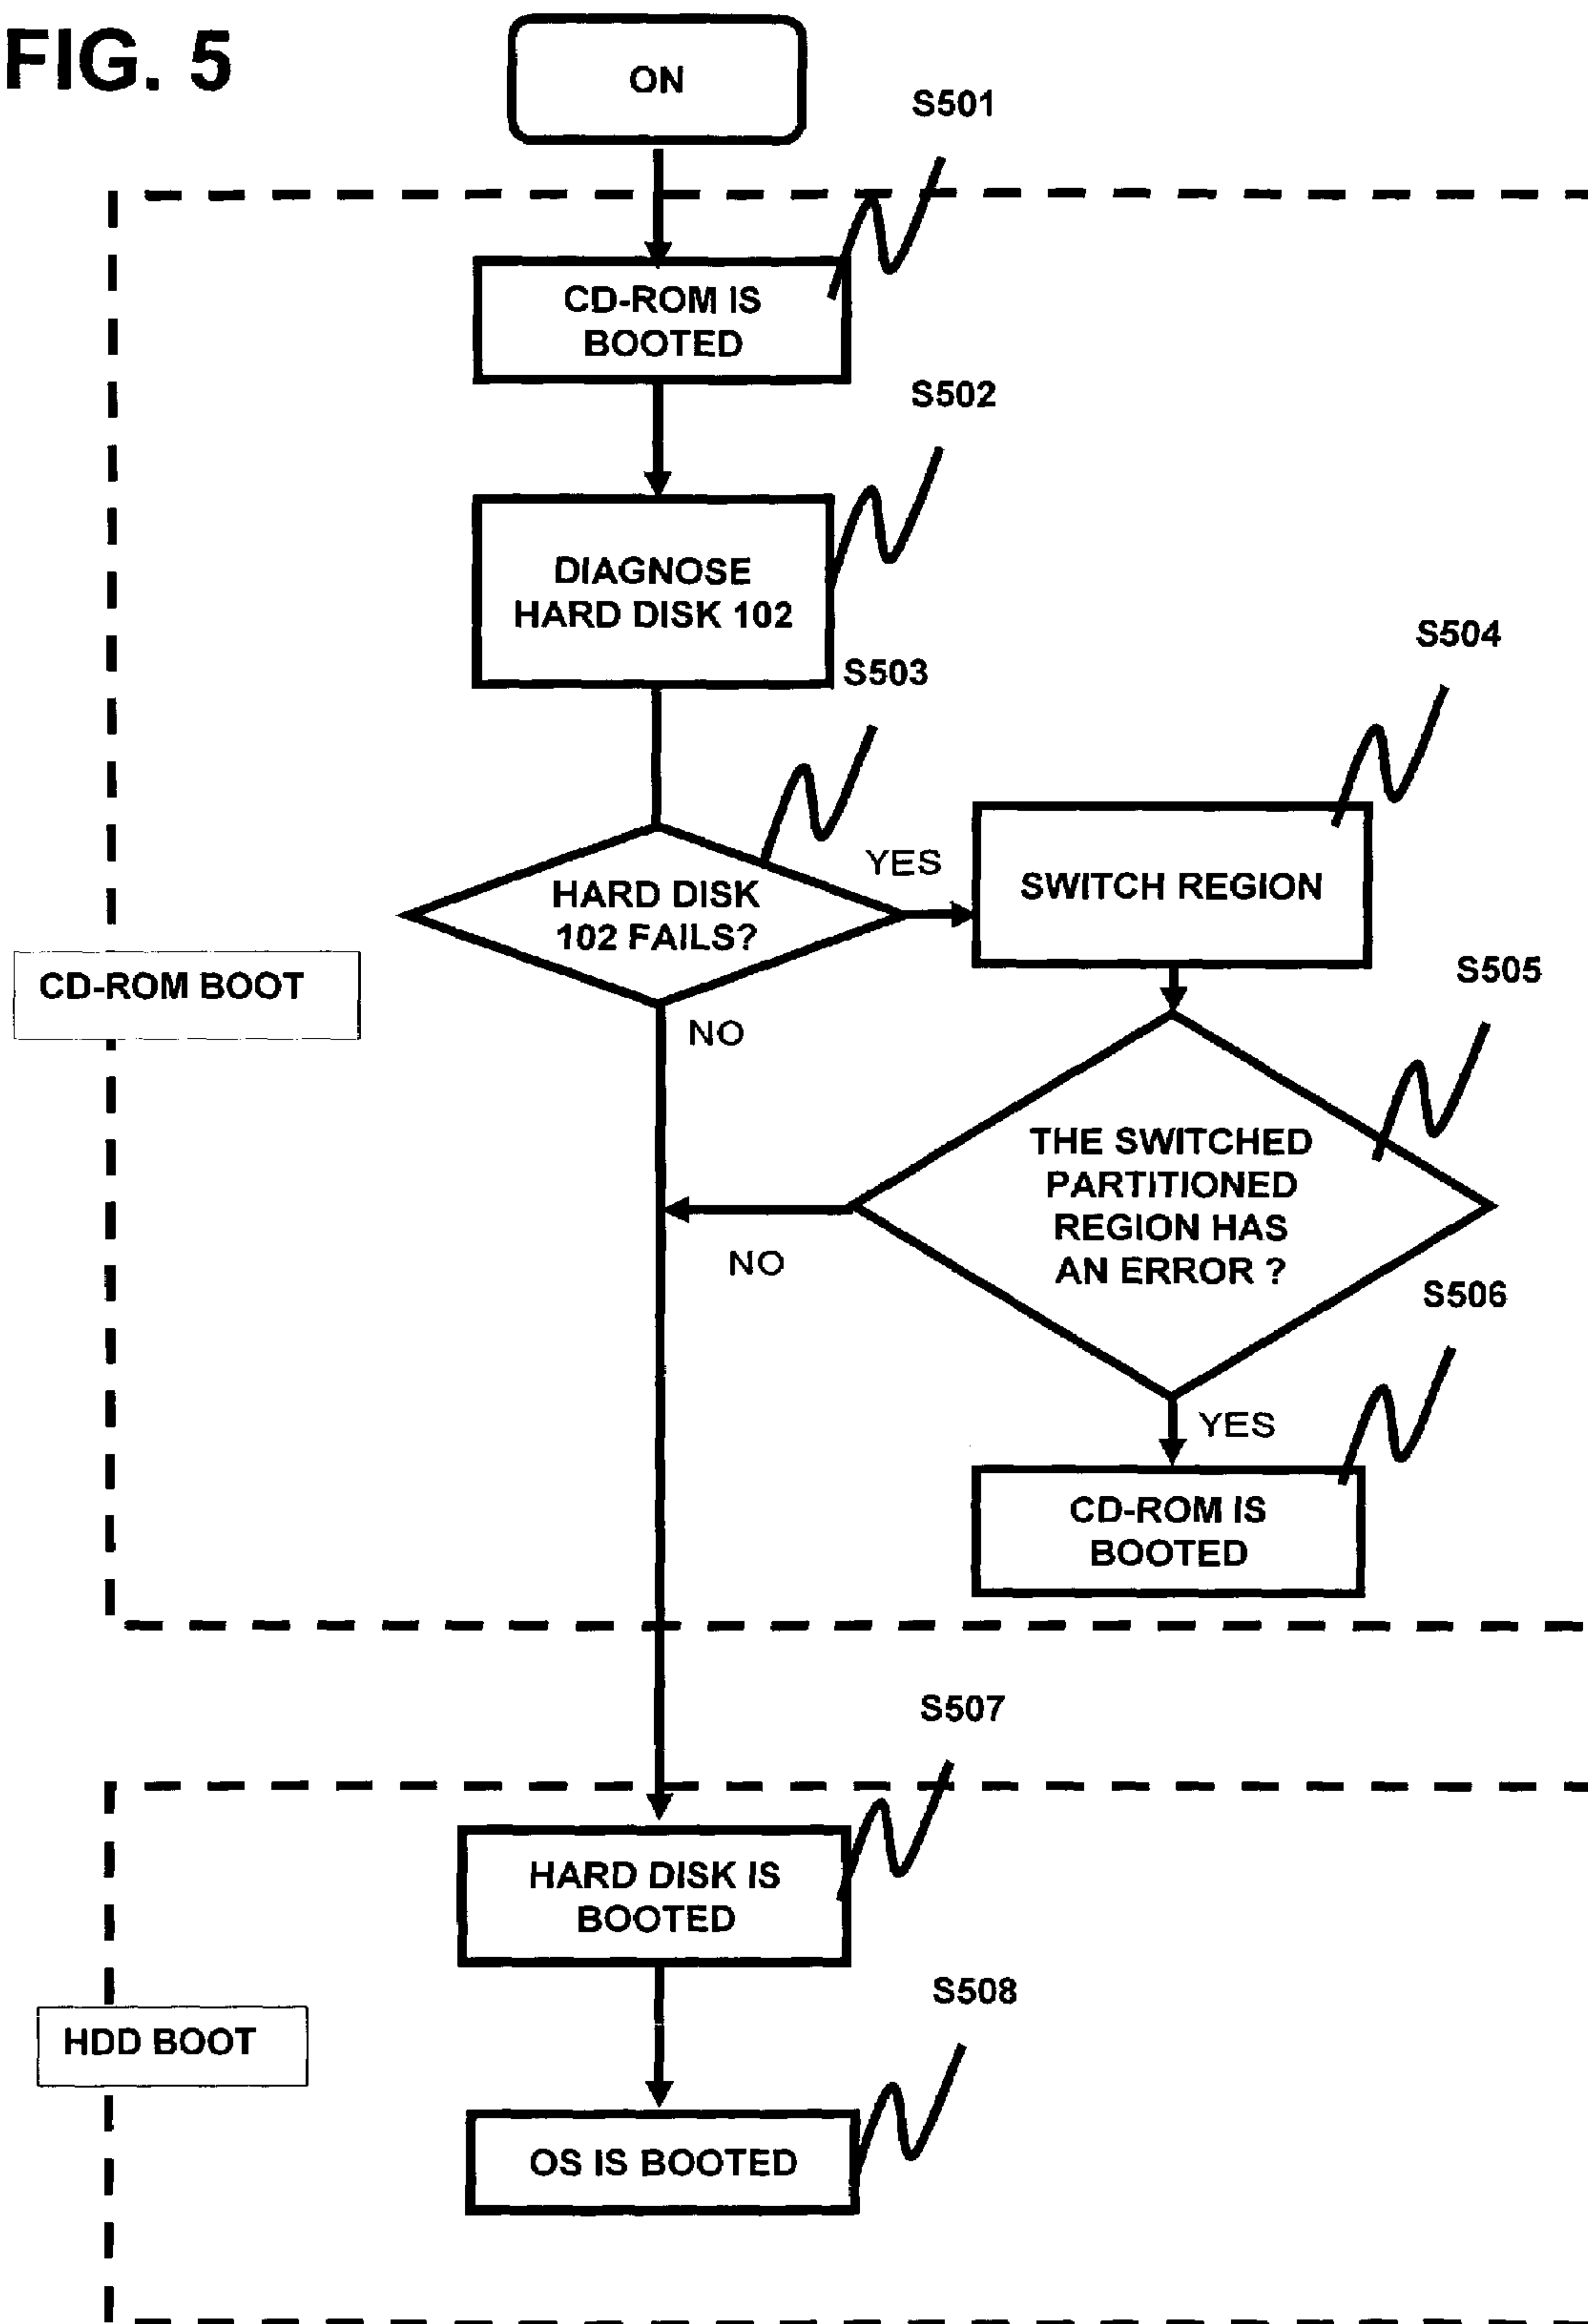 FIG. 5
ON
S501
CD-ROM IS
BOOTED
S502
DIAGNOSE
HARD DISK 102
S503
S504
HARD DISK
102 FAILS?
YES
SWITCH REGION
CD-ROM BOOT
NO
S505
THE SWITCHED
PARTITIONED
REGION HAS
AN ERROR ?
NO
S506
YES
CD-ROM IS
BOOTED
S507
HARD DISK IS
BOOTED
S508
HDD BOOT
OS IS BOOTED